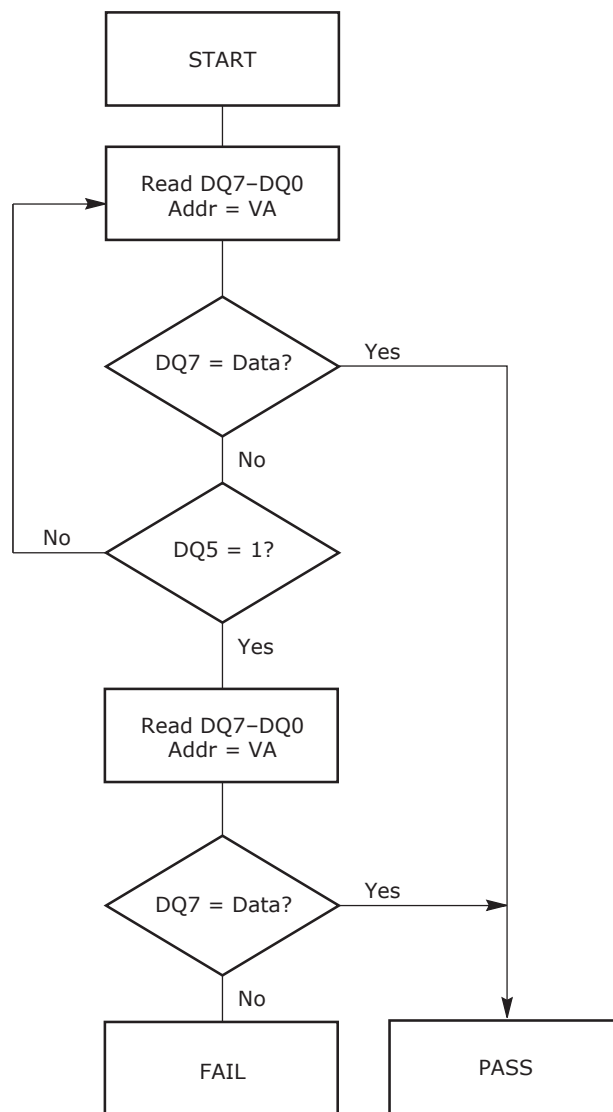 START
Read DQ7–DQ0
Addr = VA
DQ7 = Data?
Yes
No
No
DQ5 = 1?
Yes
Read DQ7–DQ0
Addr = VA
DQ7 = Data?
Yes
No
FAIL
PASS